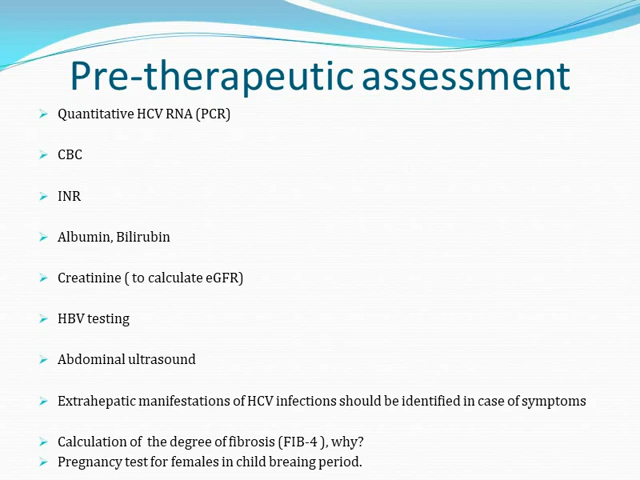 Pre-therapeutic assessment
Quantitative HCV RNA (PCR)
CBC
INR
Albumin, Bilirubin
Creatinine ( to calculate eGFR)
HBV testing
Abdominal ultrasound
Extrahepatic manifestations of HCV infections should be identified in case of symptoms
Calculation of the degree of fibrosis (FIB-4 ), why?
Pregnancy test for females in child breaing period.